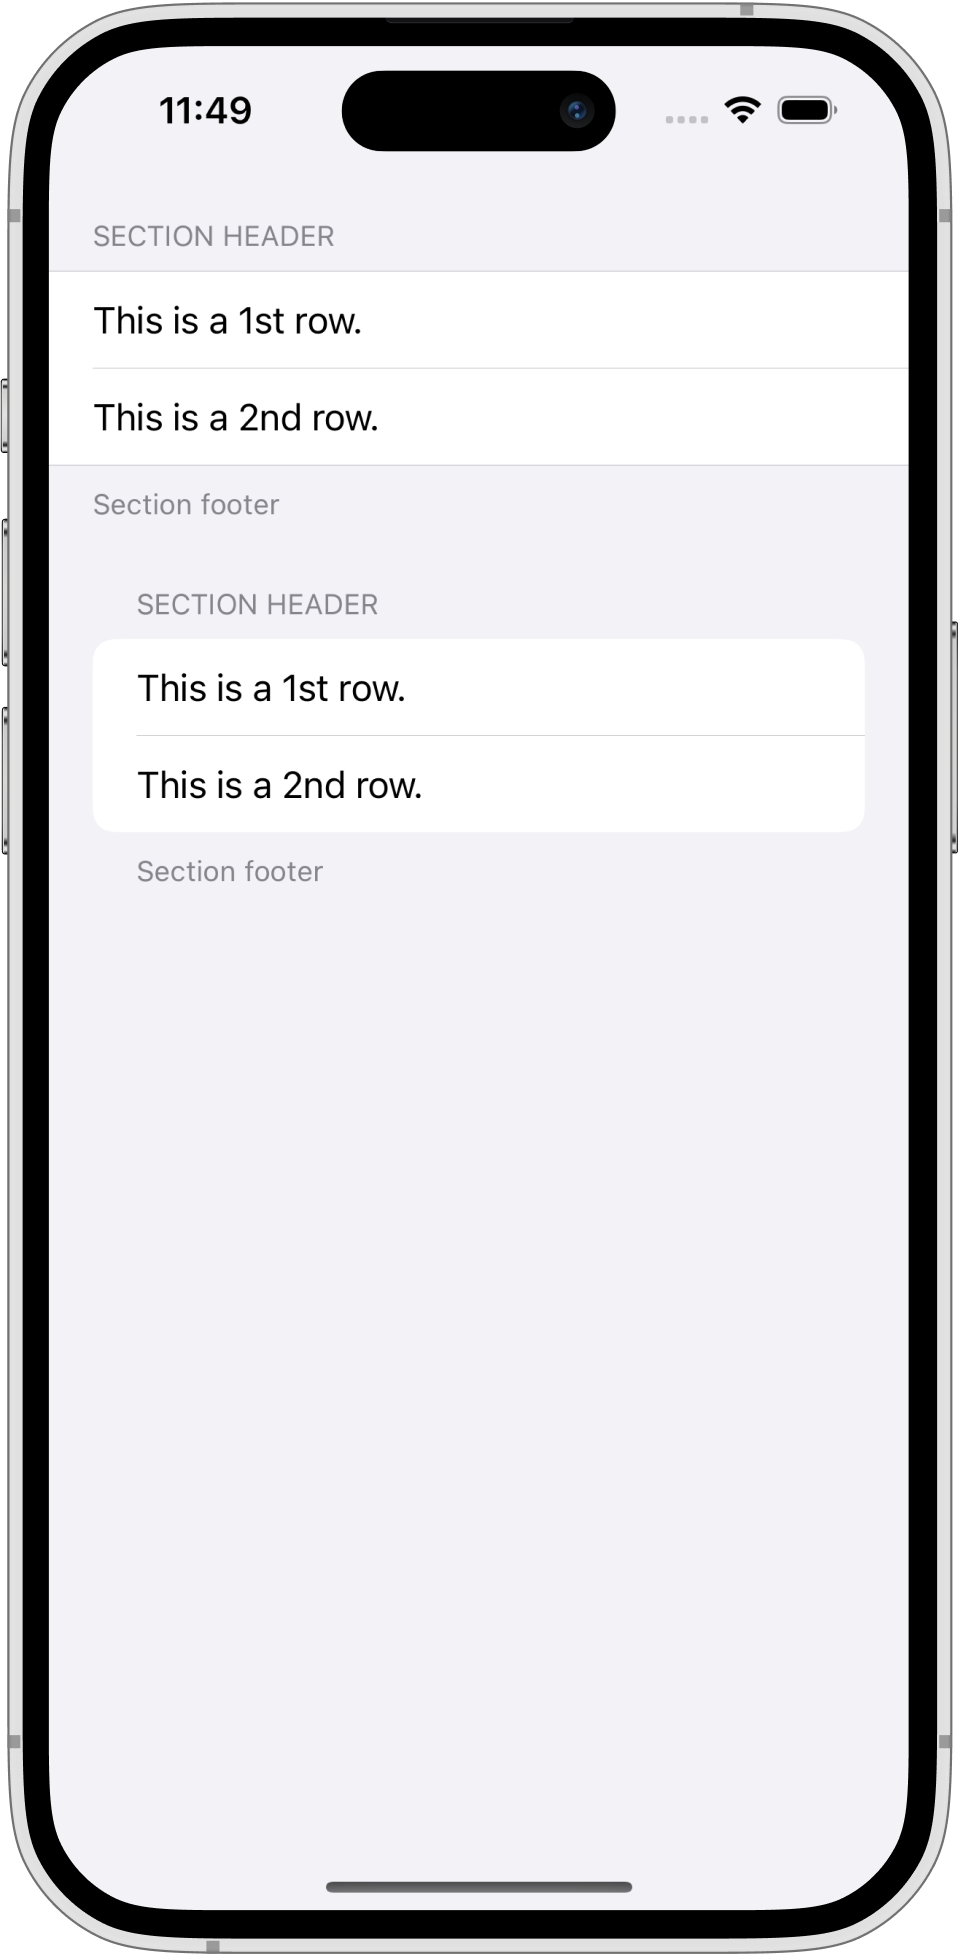 11:49
SECTION HEADER
This is a 1st row.
This is a 2nd row.
Section footer
SECTION HEADER
This is a 1st row.
This is a 2nd row.
Section footer